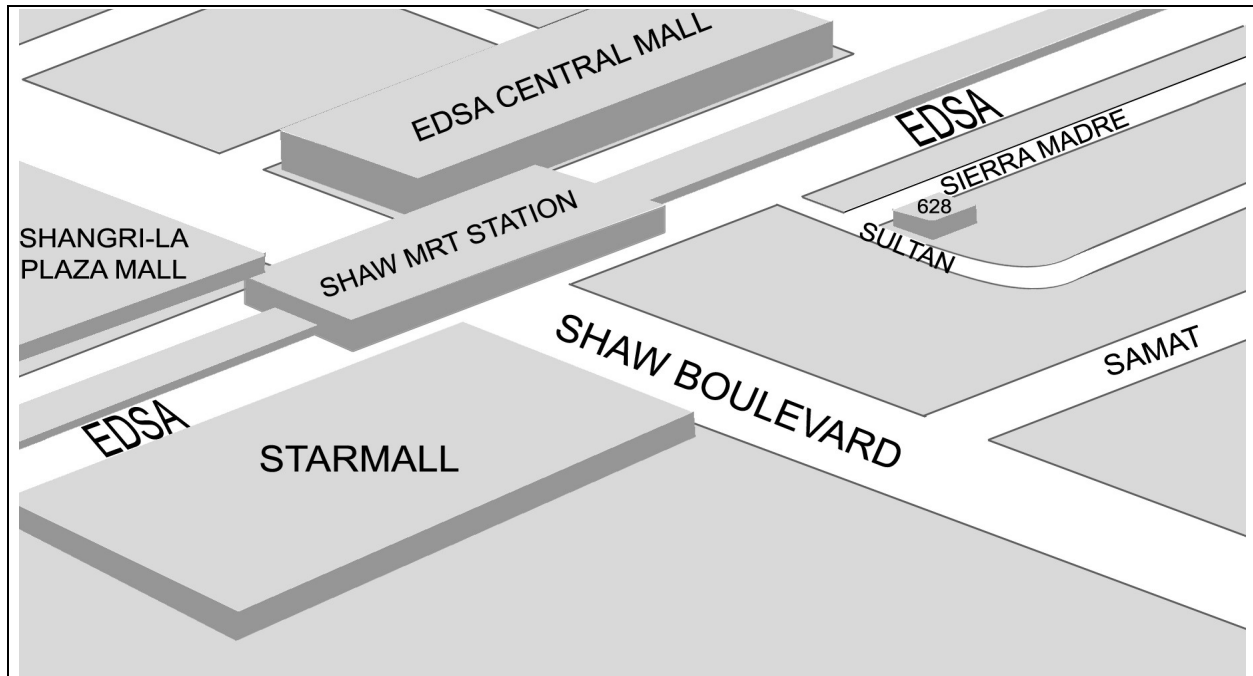 EDSA CENTRAL MALL
EDSA
SIERRA MADRE
628
SHAW MRT STATION
SHANGRI-LA
PLAZA MALL
SULTAN
SHAW BOULEVARD
SAMAT
EDSA
STARMALL